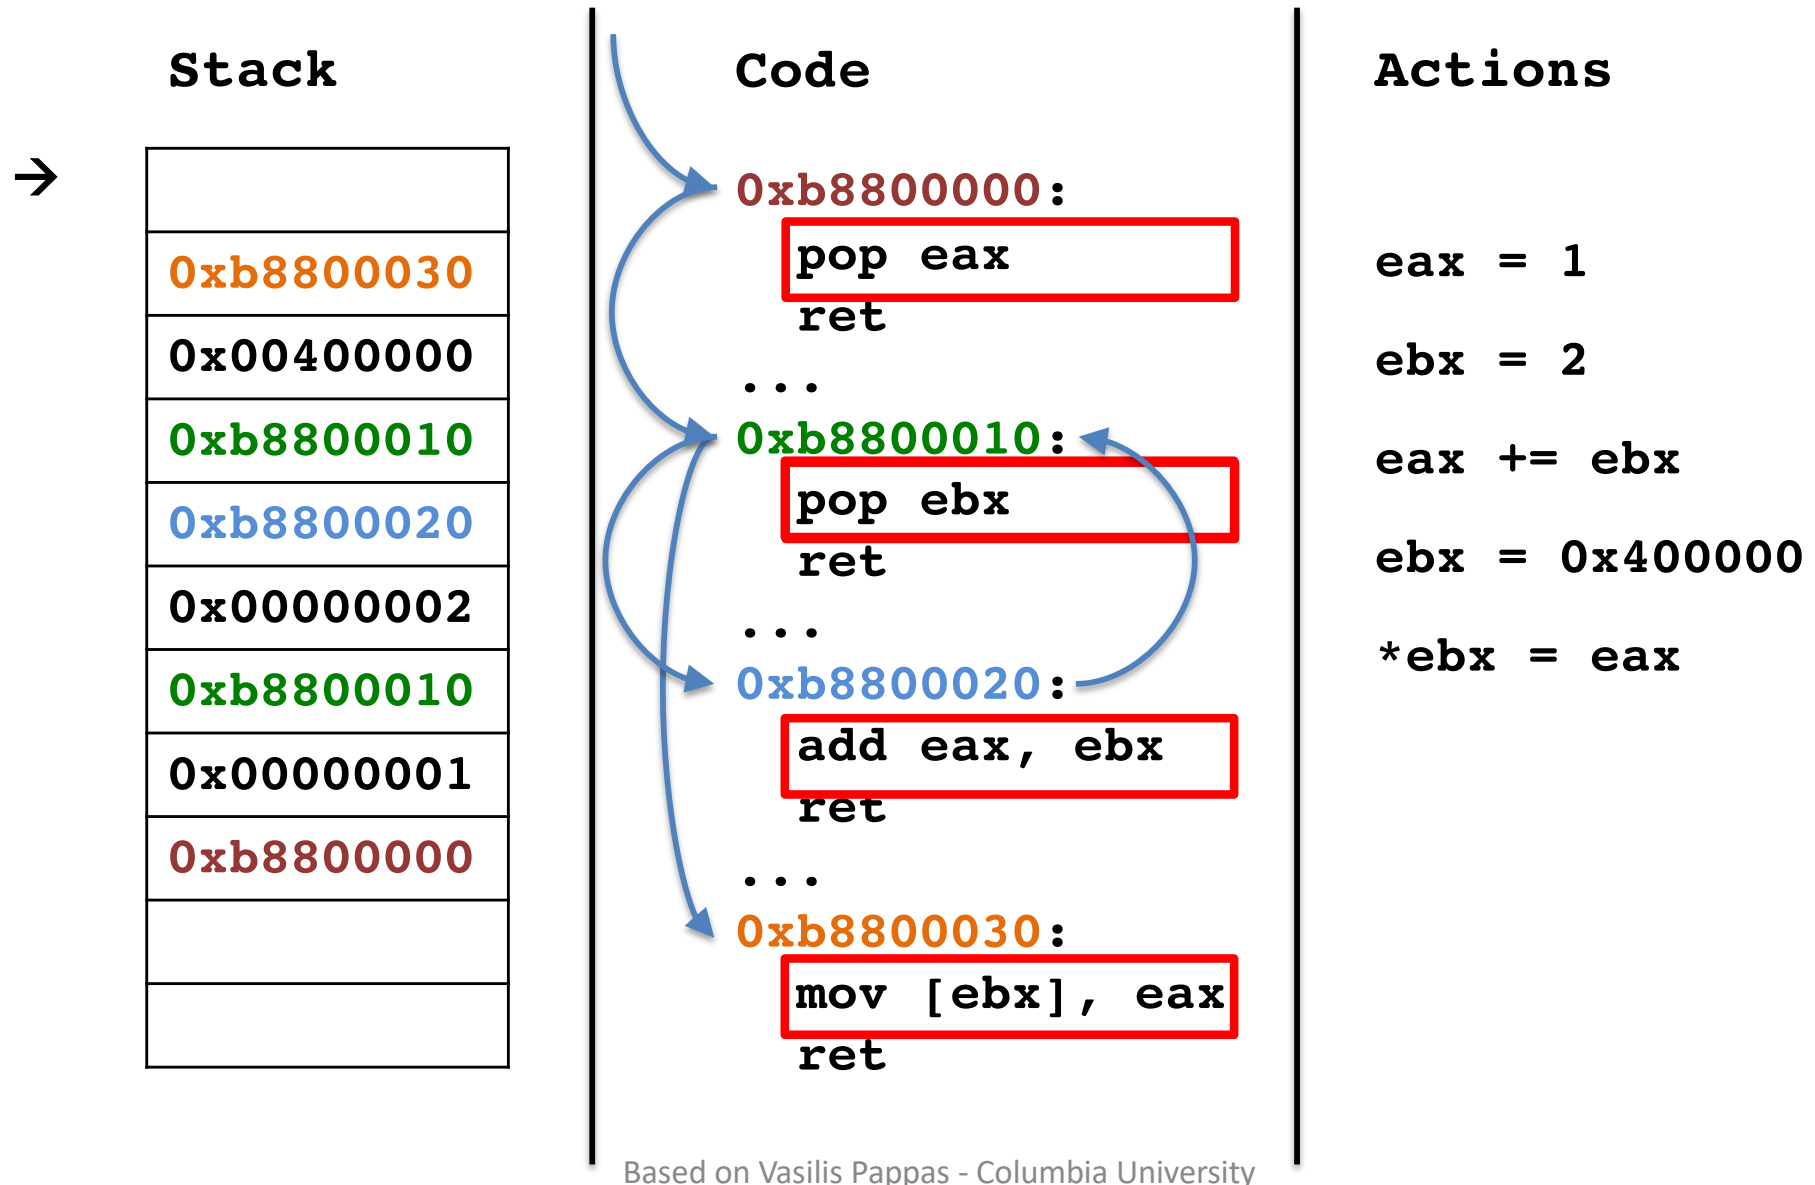 Stack
→
0xb8800030
0x00400000
0xb8800010
0xb8800020
0x00000002
0xb8800010
0x00000001
0xb8800000
Code
0xb8800000:
pop eax
ret
...
0xb8800010:
pop ebx
ret
...
0xb8800020:
add eax, ebx
ret
...
0xb8800030:
mov [ebx], eax
ret
Actions
eax = 1
ebx = 2
eax += ebx
ebx = 0x400000
*ebx = eax
Based on Vasilis Pappas - Columbia University